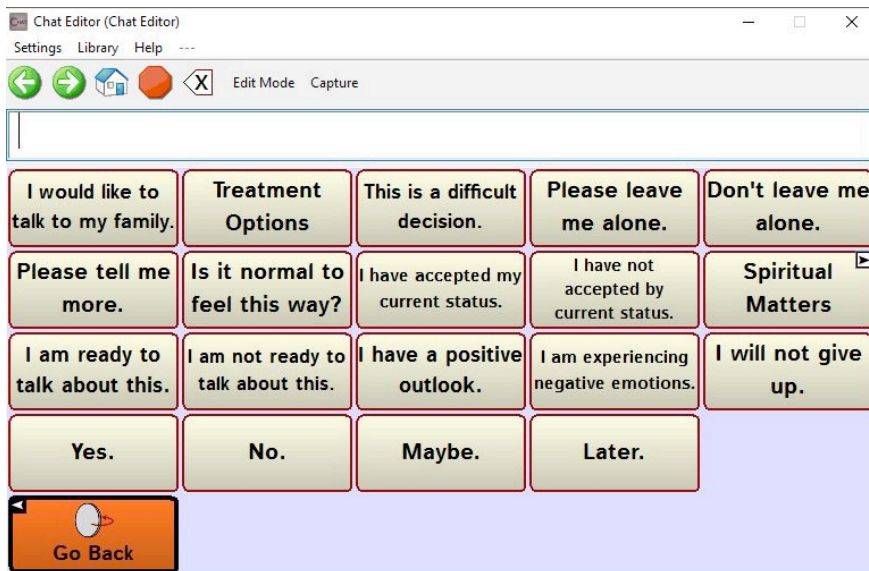 Chat Editor (Chat Editor)
Settings Library Help ---
X Edit Mode Capture
I would like to
talk to my family.
Treatment
Options
This is a difficult
decision.
Please leave
me alone.
Don't leave me
alone.
Please tell me
more.
Is it normal to
feel this way?
I have accepted my
current status.
I have not
accepted by
current status.
Spiritual
Matters
I am ready to
talk about this.
I am not ready to
talk about this.
I have a positive
outlook.
I am experiencing
negative emotions.
I will not give
up.
Yes.
No.
Maybe.
Later.
Go Back